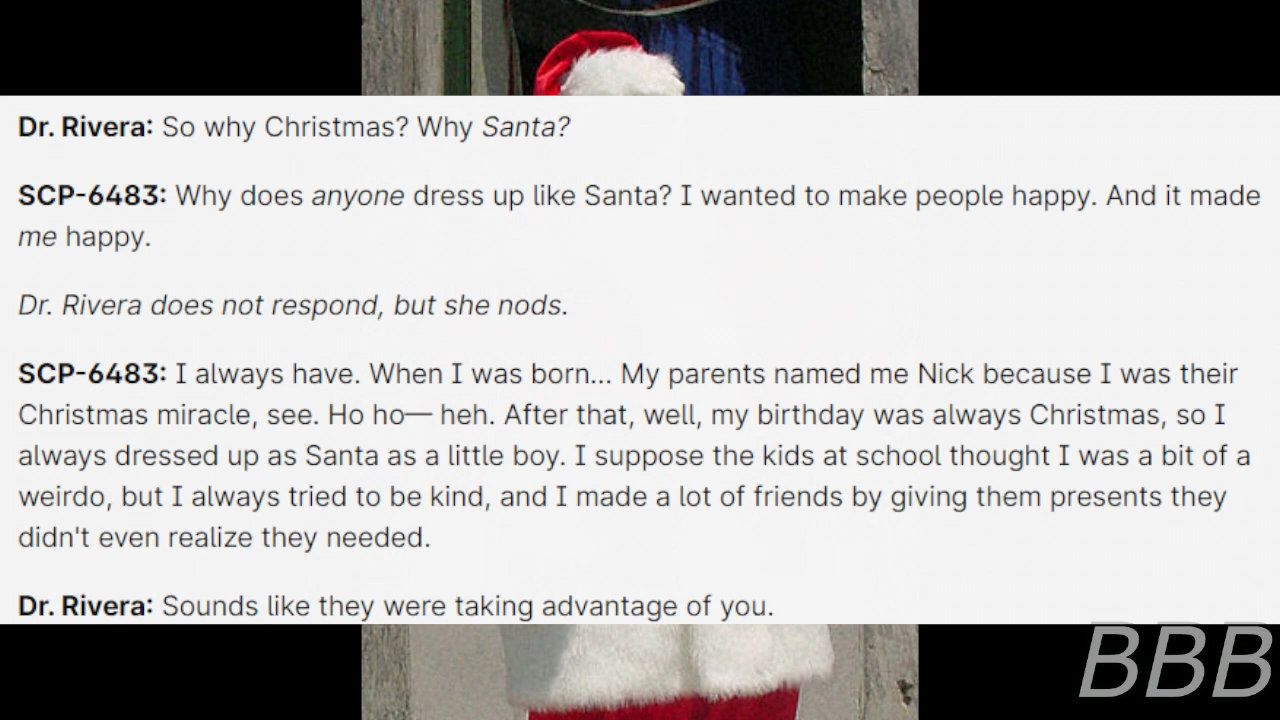 Dr. Rivera: So why Christmas? Why Santa?
SCP-6483: Why does anyone dress up like Santa? I wanted to make people happy. And it made
me happy.
Dr. Rivera does not respond, but she nods.
SCP-6483: I always have. When I was born... My parents named me Nick because I was their
Christmas miracle, see. Ho ho— heh. After that, well, my birthday was always Christmas, so I
always dressed up as Santa as a little boy. I suppose the kids at school thought I was a bit of a
weirdo, but I always tried to be kind, and I made a lot of friends by giving them presents they
didn't even realize they needed.
Dr. Rivera: Sounds like they were taking advantage of you.
BBB